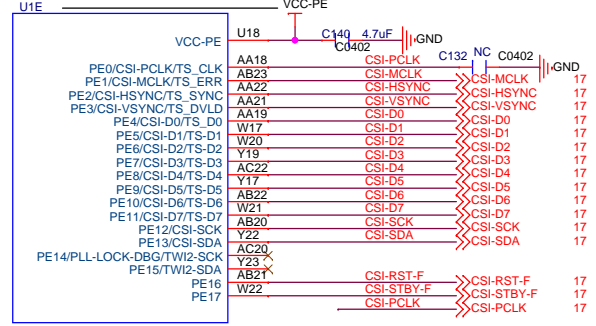 U1E
VCC-PE
VCC-PE U18 C140 4.7uF GND
C0402
PE0/CSI-PCLK/TS_CLK AA18 CSI-PCLK C132 NC C0402 GND
PE1/CSI-MCLK/TS_ERR AB23 CSI-MCLK CSI-MCLK 17
PE2/CSI-HSYNC/TS_SYNC AA22 CSI-HSYNC CSI-HSYNC 17
PE3/CSI-VSYNC/TS_DVLD AA21 CSI-VSYNC CSI-VSYNC 17
PE4/CSI-D0/TS_D0 AA19 CSI-D0 CSI-D0 17
PE5/CSI-D1/TS-D1 W17 CSI-D1 CSI-D1 17
PE6/CSI-D2/TS-D2 W20 CSI-D2 CSI-D2 17
PE7/CSI-D3/TS-D3 Y19 CSI-D3 CSI-D3 17
PE8/CSI-D4/TS-D4 AC22 CSI-D4 CSI-D4 17
PE9/CSI-D5/TS-D5 Y17 CSI-D5 CSI-D5 17
PE10/CSI-D6/TS-D6 AB22 CSI-D6 CSI-D6 17
PE11/CSI-D7/TS-D7 W21 CSI-D7 CSI-D7 17
PE12/CSI-SCK AB20 CSI-SCK CSI-SCK 17
PE13/CSI-SDA Y22 CSI-SDA CSI-SDA 17
PE14/PLL-LOCK-DBG/TWI2-SCK AC20
PE15/TWI2-SDA Y23
PE16 AB21 CSI-RST-F CSI-RST-F 17
PE17 W22 CSI-STBY-F CSI-STBY-F 17
CSI-PCLK CSI-PCLK 17